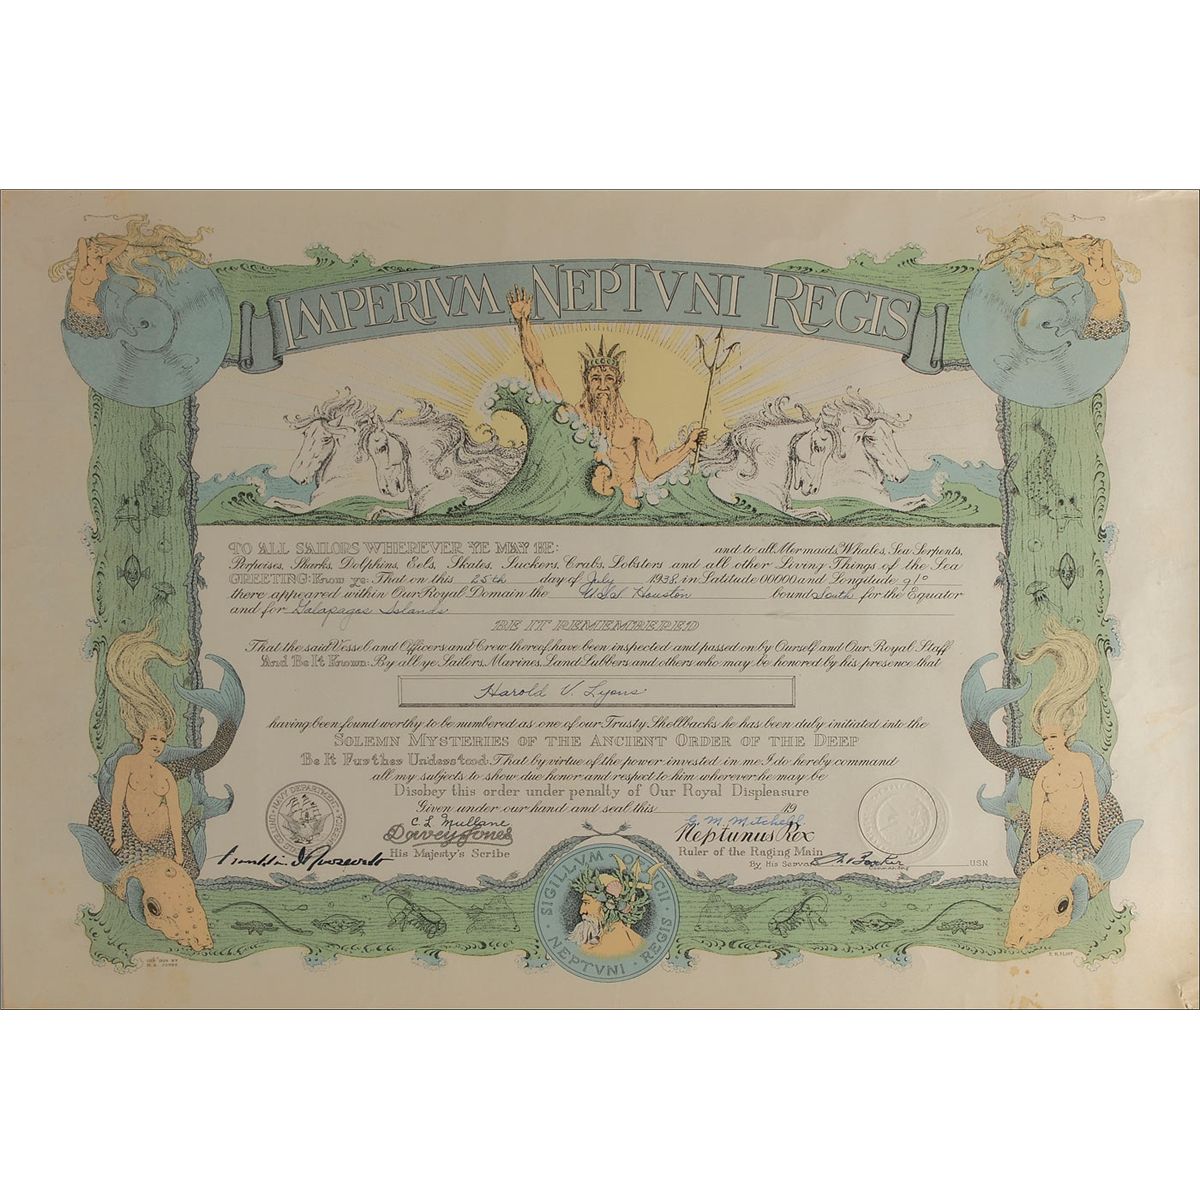 IMPERIVM NEPTVNI REGIS
TO ALL SAILORS WHEREVER YE MAY BE: and to all Mermaids, Whales, Sea Serpents,
Porpoises, Sharks, Dolphins, Eels, Skates, Suckers, Crabs, Lobsters and all other Living Things of the Sea
GREETING: Know ye: That on this 25th day of July 1938 in Latitude 00000 and Longitude 91°
there appeared within Our Royal Domain the USS Houston bound South for the Equator
and for Galapagos Islands
BE IT REMEMBERED
That the said Vessel and Officers and Crew thereof have been inspected and passed on by Ourself and Our Royal Staff
And Be It Known: By all ye Sailors, Marines, Land Lubbers and others who may be honored by his presence that
Harold V. Lyons
having been found worthy to be numbered as one of our Trusty Shellbacks he has been duly initiated into the
SOLEMN MYSTERIES OF THE ANCIENT ORDER OF THE DEEP
Be It Further Understood: That by virtue of the power invested in me I do hereby command
all my subjects to show due honor and respect to him wherever he may be
Disobey this order under penalty of Our Royal Displeasure
Given under our hand and seal this 19
C L Mullane
Davey Jones
His Majesty's Scribe
G. M. Mitchell
Neptunus Rex
Ruler of the Raging Main
By His Servant
USN.
Commanding
Franklin D Roosevelt
NAVY DEPARTMENT
SIGILLVM REGII NEPTVNI REGIS